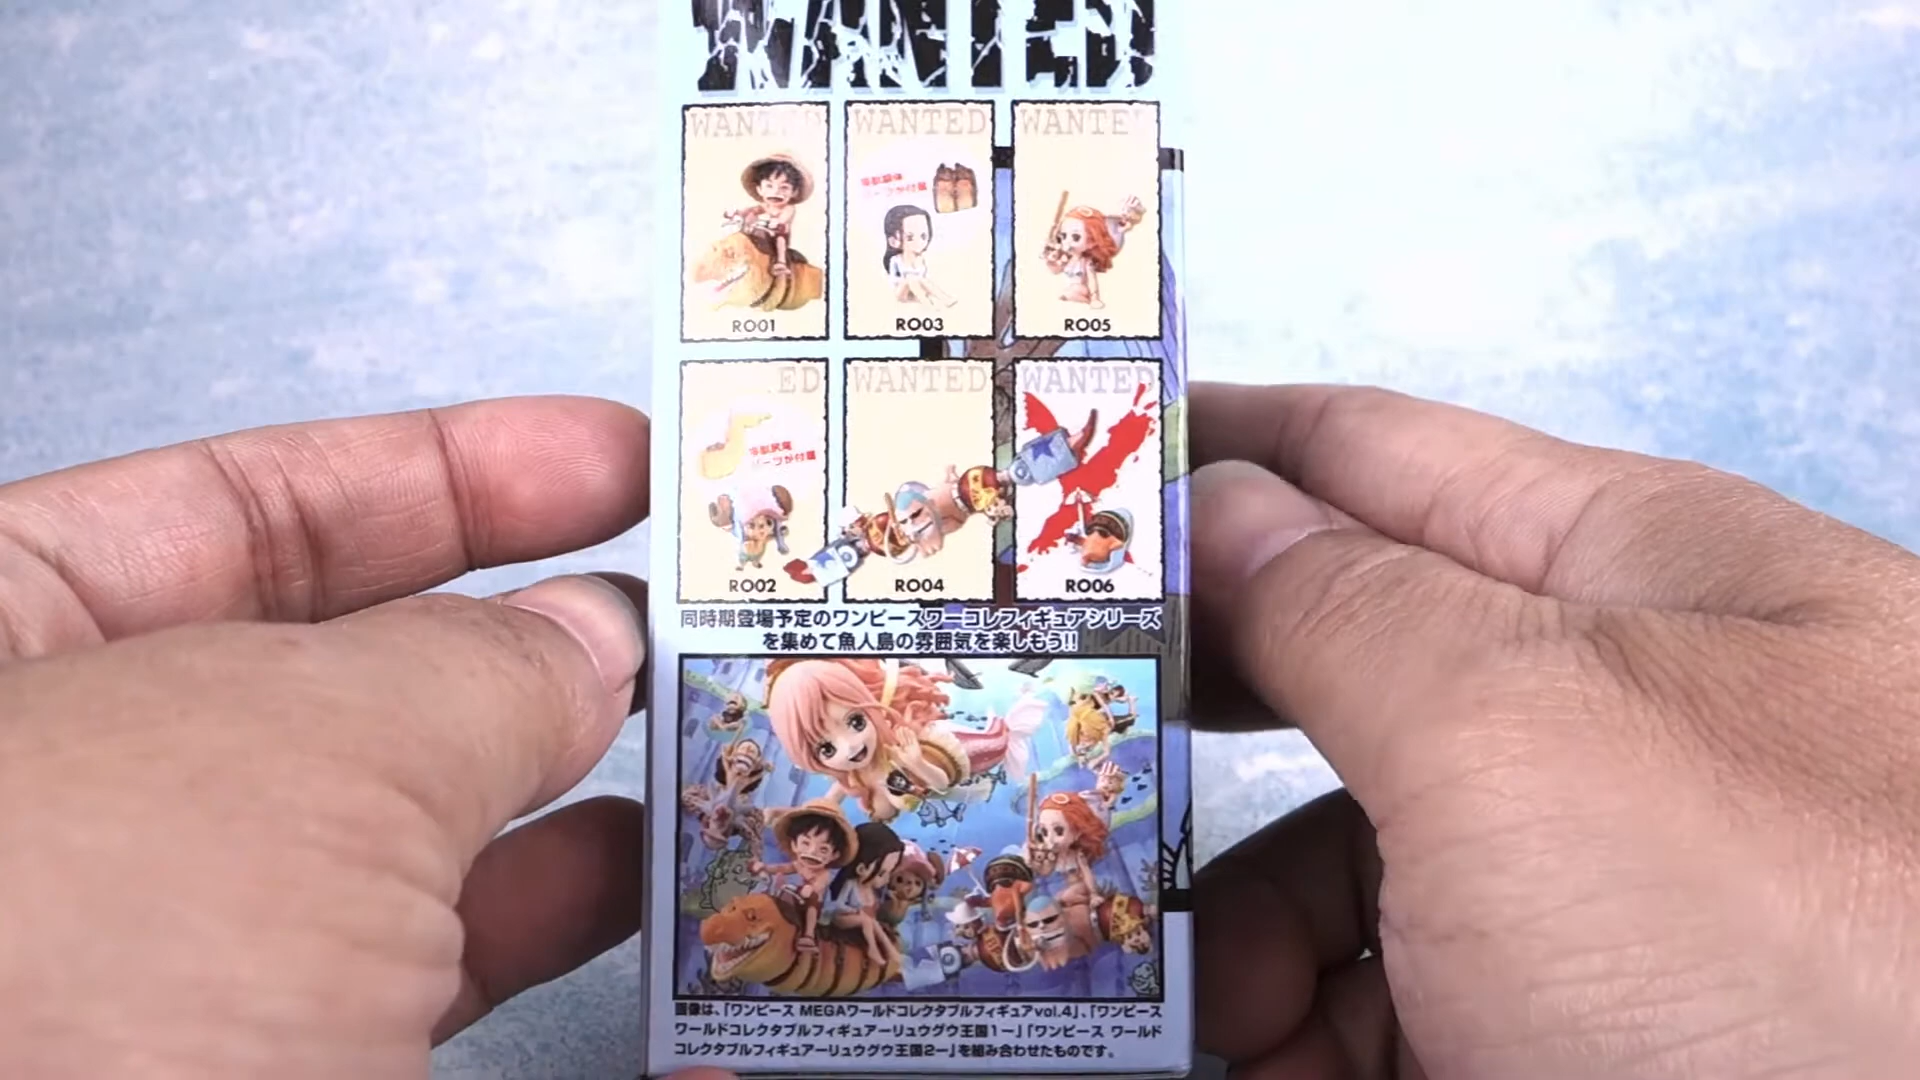 WANTED
WANTED
WANTED
WANTE
RO01
RO03
RO05
ED
WANTED
WANTED
パーツが付属
RO02
RO04
RO06
同時期登場予定のワンピースワーコレフィギュアシリーズ
を集めて魚人島の雰囲気を楽しもう!!
画像は、「ワンピース MEGAワールドコレクタブルフィギュアvol.4」、「ワンピース
ワールドコレクタブルフィギュアーリュウグウ王国1ー」「ワンピース ワールド
コレクタブルフィギュアーリュウグウ王国2ー」を組み合わせたものです。